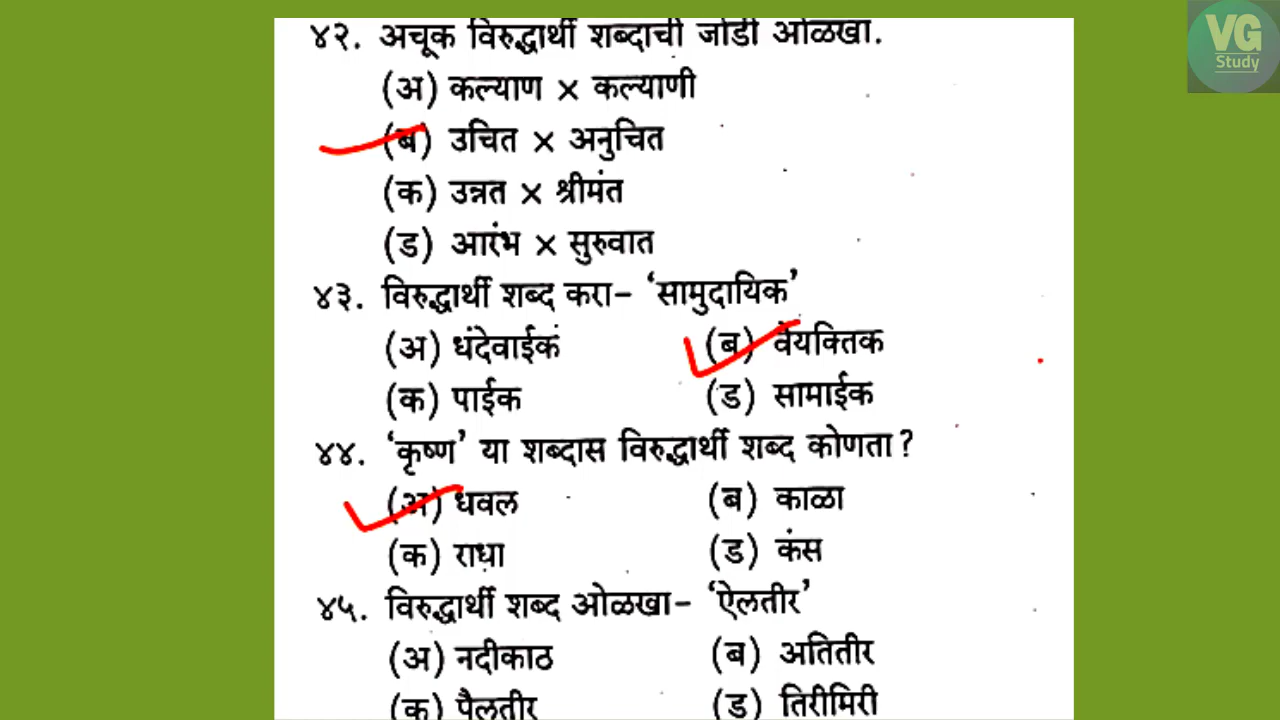 VG
Study
४२. अचूक विरुद्धार्थी शब्दाची जोडी ओळखा.
(अ) कल्याण × कल्याणी
(ब) उचित × अनुचित
(क) उन्नत × श्रीमंत
(ड) आरंभ × सुरुवात
४३. विरुद्धार्थी शब्द करा– ‘सामुदायिक’
(अ) धंदेवाईक (ब) वैयक्तिक
(क) पाईक (ड) सामाईक
४४. ‘कृष्ण’ या शब्दास विरुद्धार्थी शब्द कोणता?
(अ) धवल (ब) काळा
(क) राधा (ड) कंस
४५. विरुद्धार्थी शब्द ओळखा– ‘ऐलतीर’
(अ) नदीकाठ (ब) अतितीर
(क) पैलतीर (ड) तिरीमिरी